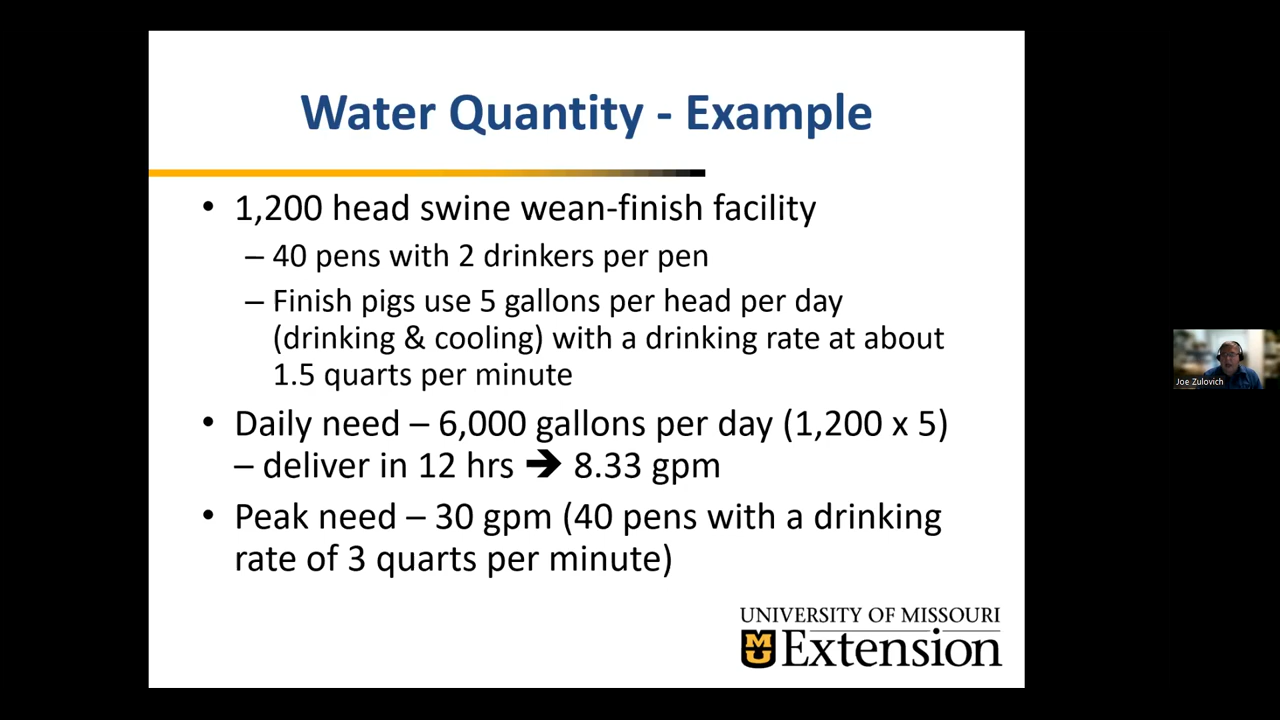 Water Quantity - Example
• 1,200 head swine wean-finish facility
– 40 pens with 2 drinkers per pen
– Finish pigs use 5 gallons per head per day
(drinking & cooling) with a drinking rate at about
1.5 quarts per minute
• Daily need – 6,000 gallons per day (1,200 x 5)
– deliver in 12 hrs ➔ 8.33 gpm
• Peak need – 30 gpm (40 pens with a drinking
rate of 3 quarts per minute)
Joe Zulovich
UNIVERSITY OF MISSOURI
MU Extension